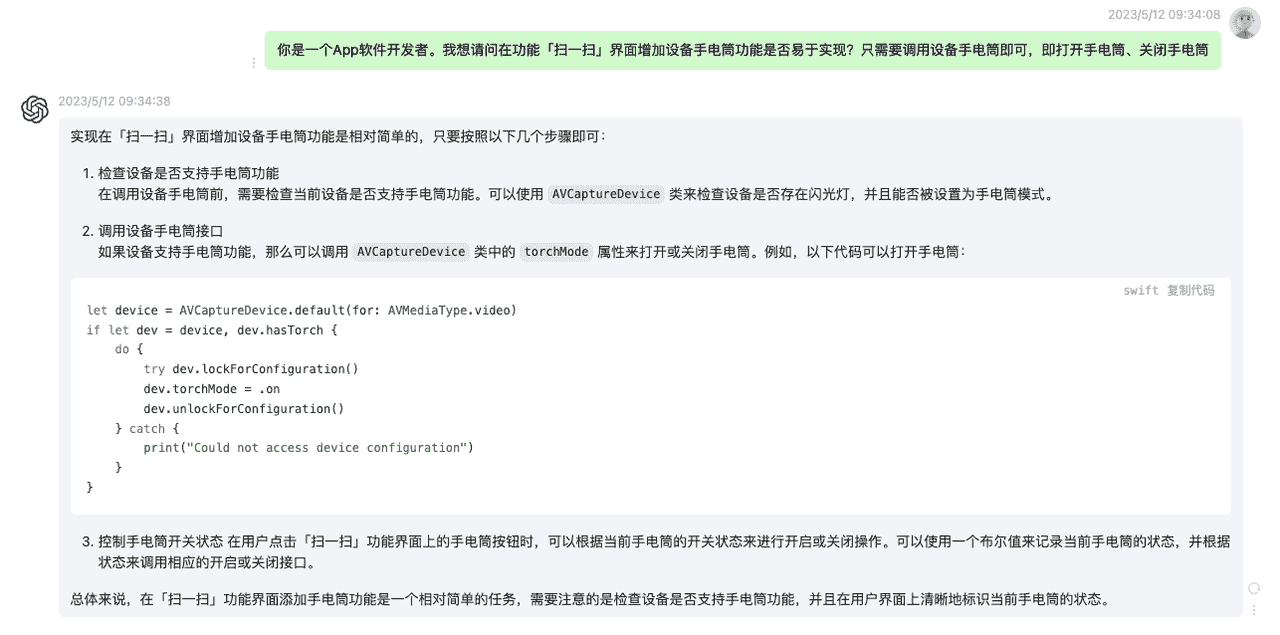 2023/5/12 09:34:08
你是一个App软件开发者。我想请问在功能「扫一扫」界面增加设备手电筒功能是否易于实现？只需要调用设备手电筒即可，即打开手电筒、关闭手电筒
2023/5/12 09:34:38
实现在「扫一扫」界面增加设备手电筒功能是相对简单的，只要按照以下几个步骤即可：
1. 检查设备是否支持手电筒功能
在调用设备手电筒前，需要检查当前设备是否支持手电筒功能。可以使用 AVCaptureDevice 类来检查设备是否存在闪光灯，并且能否被设置为手电筒模式。
2. 调用设备手电筒接口
如果设备支持手电筒功能，那么可以调用 AVCaptureDevice 类中的 torchMode 属性来打开或关闭手电筒。例如，以下代码可以打开手电筒：
swift 复制代码
let device = AVCaptureDevice.default(for: AVMediaType.video)
if let dev = device, dev.hasTorch {
    do {
        try dev.lockForConfiguration()
        dev.torchMode = .on
        dev.unlockForConfiguration()
    } catch {
        print("Could not access device configuration")
    }
}
3. 控制手电筒开关状态 在用户点击「扫一扫」功能界面上的手电筒按钮时，可以根据当前手电筒的开关状态来进行开启或关闭操作。可以使用一个布尔值来记录当前手电筒的状态，并根据
状态来调用相应的开启或关闭接口。
总体来说，在「扫一扫」功能界面添加手电筒功能是一个相对简单的任务，需要注意的是检查设备是否支持手电筒功能，并且在用户界面上清晰地标识当前手电筒的状态。